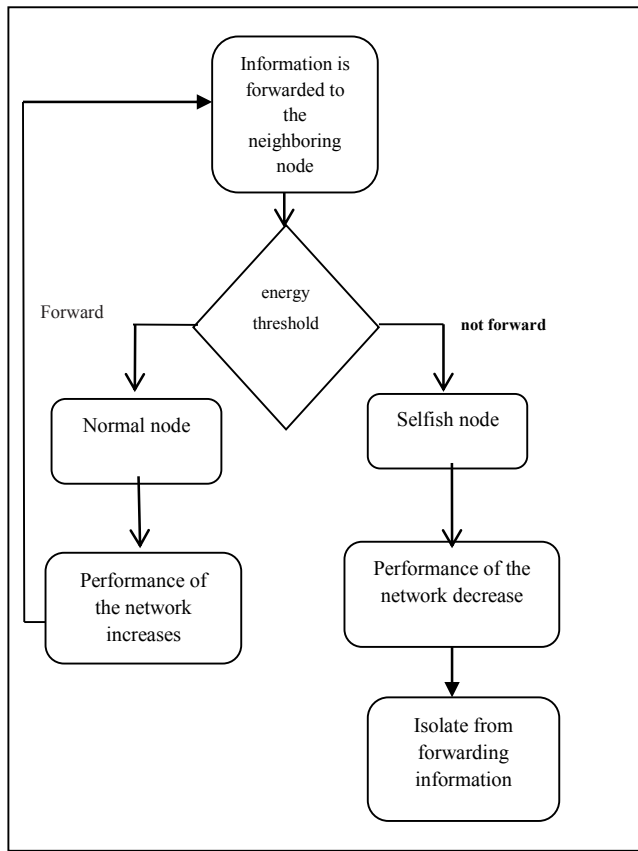 Information is
forwarded to
the
neighboring
node
energy
threshold
Forward
not forward
Normal node
Selfish node
Performance of
the network
increases
Performance of the
network decrease
Isolate from
forwarding
information